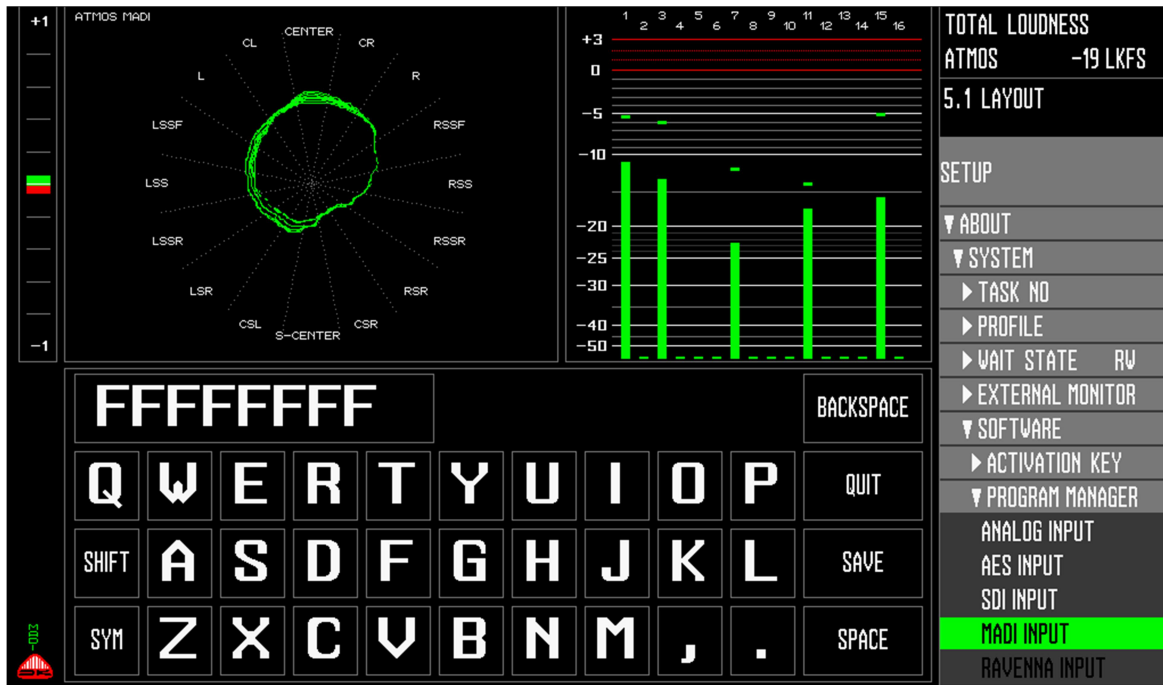 +1
-1
ATMOS MADI
CENTER
CL
CR
L
R
LSSF
RSSF
LSS
RSS
LSSR
RSSR
LSR
RSR
CSL
CSR
S-CENTER
1 2 3 4 5 6 7 8 9 10 11 12 13 14 15 16
+3
0
-5
-10
-20
-25
-30
-40
-50
TOTAL LOUDNESS
ATMOS -19 LKFS
5.1 LAYOUT
SETUP
ABOUT
SYSTEM
TASK NO
PROFILE
WAIT STATE RW
EXTERNAL MONITOR
SOFTWARE
ACTIVATION KEY
PROGRAM MANAGER
ANALOG INPUT
AES INPUT
SDI INPUT
MADI INPUT
RAVENNA INPUT
FFFFFFFF BACKSPACE
Q W E R T Y U I O P QUIT
SHIFT A S D F G H J K L SAVE
SYM Z X C V B N M , . SPACE